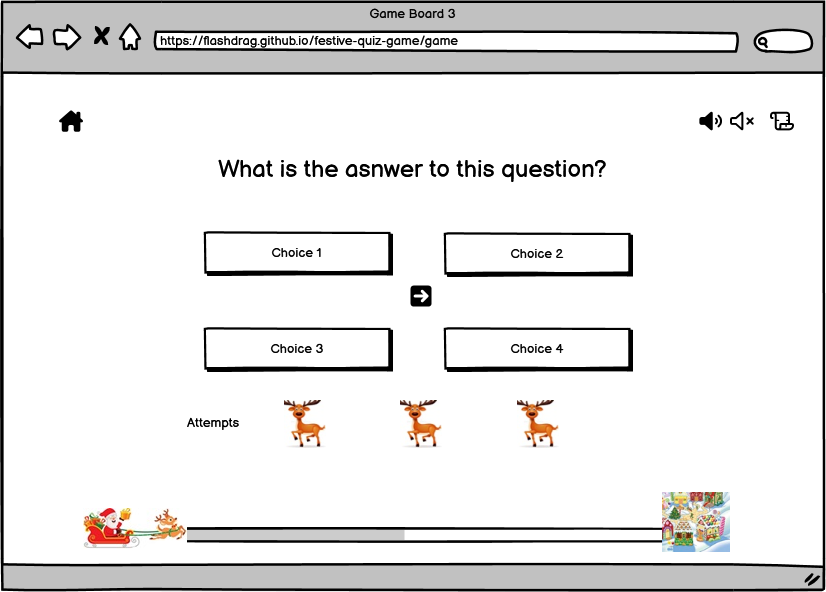 Game Board 3
https://flashdrag.github.io/festive-quiz-game/game
What is the asnwer to this question?
Choice 1
Choice 2
Choice 3
Choice 4
Attempts